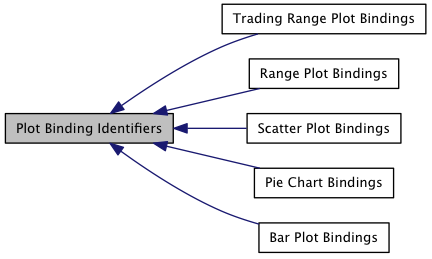 Trading Range Plot Bindings
Range Plot Bindings
Plot Binding Identifiers
Scatter Plot Bindings
Pie Chart Bindings
Bar Plot Bindings